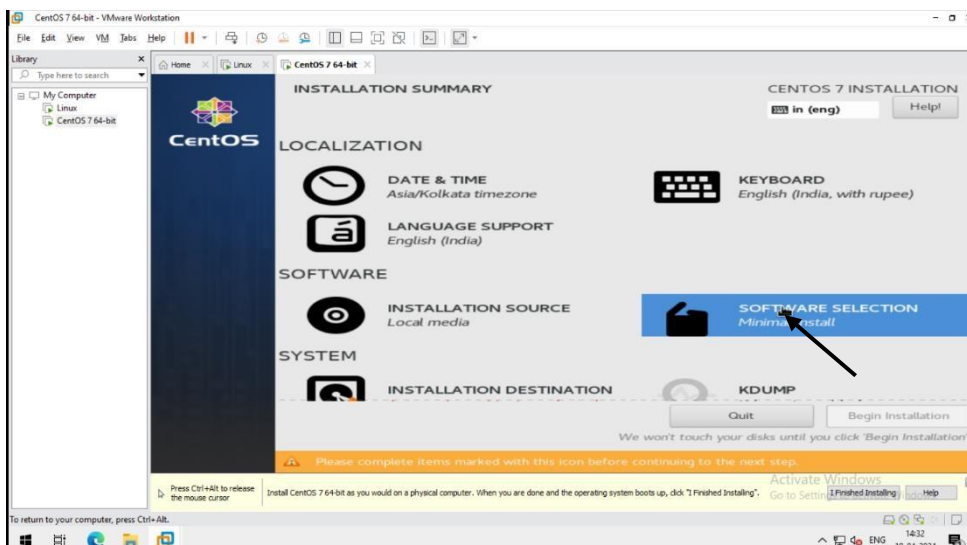 CentOS 7 64-bit - VMware Workstation
File Edit View VM Tabs Help
Library
Type here to search
Home
Linux
CentOS 7 64-bit
My Computer
Linux
CentOS 7 64-bit
CentOS
INSTALLATION SUMMARY
CENTOS 7 INSTALLATION
in (eng)
Help!
LOCALIZATION
DATE & TIME
Asia/Kolkata timezone
KEYBOARD
English (India, with rupee)
LANGUAGE SUPPORT
English (India)
SOFTWARE
INSTALLATION SOURCE
Local media
SOFTWARE SELECTION
Minimal Install
SYSTEM
INSTALLATION DESTINATION
KDUMP
Quit
Begin Installation
We won't touch your disks until you click 'Begin Installation'
Please complete items marked with this icon before continuing to the next step.
Activate Windows
Press Ctrl+Alt to release
the mouse cursor
Install CentOS 7 64-bit as you would on a physical computer. When you are done and the operating system boots up, click "I Finished Installing".
Go to Settin
I Finished Installing
Help
To return to your computer, press Ctrl+Alt.
ENG
14:32